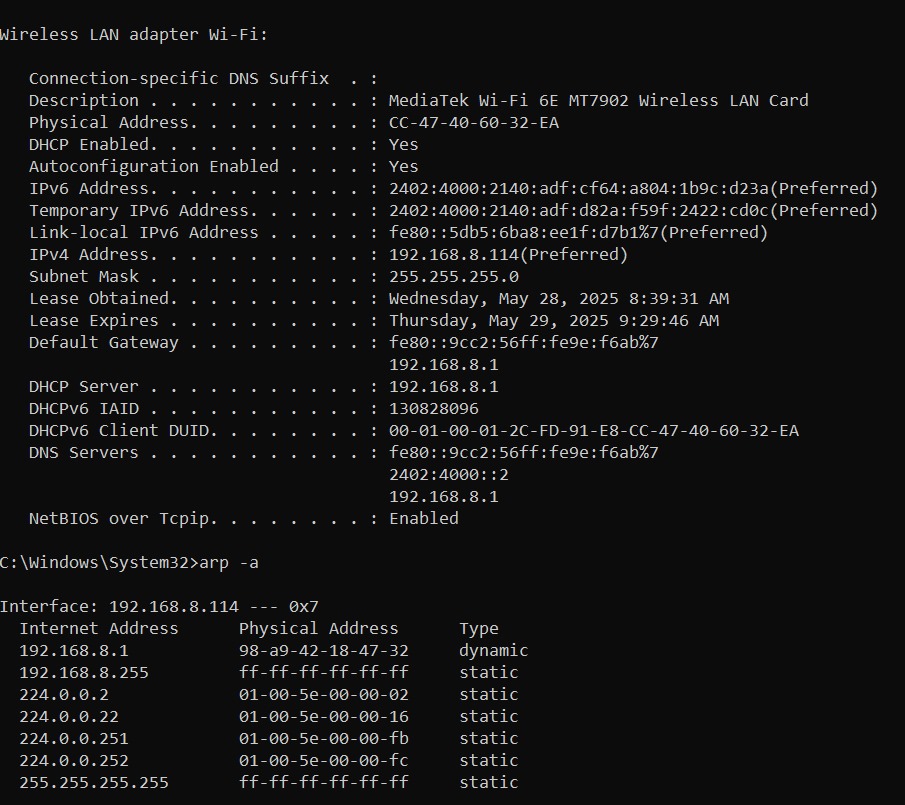 Wireless LAN adapter Wi-Fi:
Connection-specific DNS Suffix  . :
Description . . . . . . . . . . . : MediaTek Wi-Fi 6E MT7902 Wireless LAN Card
Physical Address. . . . . . . . . : CC-47-40-60-32-EA
DHCP Enabled. . . . . . . . . . . : Yes
Autoconfiguration Enabled . . . . : Yes
IPv6 Address. . . . . . . . . . . : 2402:4000:2140:adf:cf64:a804:1b9c:d23a(Preferred)
Temporary IPv6 Address. . . . . . : 2402:4000:2140:adf:d82a:f59f:2422:cd0c(Preferred)
Link-local IPv6 Address . . . . . : fe80::5db5:6ba8:ee1f:d7b1%7(Preferred)
IPv4 Address. . . . . . . . . . . : 192.168.8.114(Preferred)
Subnet Mask . . . . . . . . . . . : 255.255.255.0
Lease Obtained. . . . . . . . . . : Wednesday, May 28, 2025 8:39:31 AM
Lease Expires . . . . . . . . . . : Thursday, May 29, 2025 9:29:46 AM
Default Gateway . . . . . . . . . : fe80::9cc2:56ff:fe9e:f6ab%7
192.168.8.1
DHCP Server . . . . . . . . . . . : 192.168.8.1
DHCPv6 IAID . . . . . . . . . . . : 130828096
DHCPv6 Client DUID. . . . . . . . : 00-01-00-01-2C-FD-91-E8-CC-47-40-60-32-EA
DNS Servers . . . . . . . . . . . : fe80::9cc2:56ff:fe9e:f6ab%7
2402:4000::2
192.168.8.1
NetBIOS over Tcpip. . . . . . . . : Enabled
C:\Windows\System32>arp -a
Interface: 192.168.8.114 --- 0x7
Internet Address      Physical Address      Type
192.168.8.1           98-a9-42-18-47-32     dynamic
192.168.8.255         ff-ff-ff-ff-ff-ff     static
224.0.0.2             01-00-5e-00-00-02     static
224.0.0.22            01-00-5e-00-00-16     static
224.0.0.251           01-00-5e-00-00-fb     static
224.0.0.252           01-00-5e-00-00-fc     static
255.255.255.255       ff-ff-ff-ff-ff-ff     static